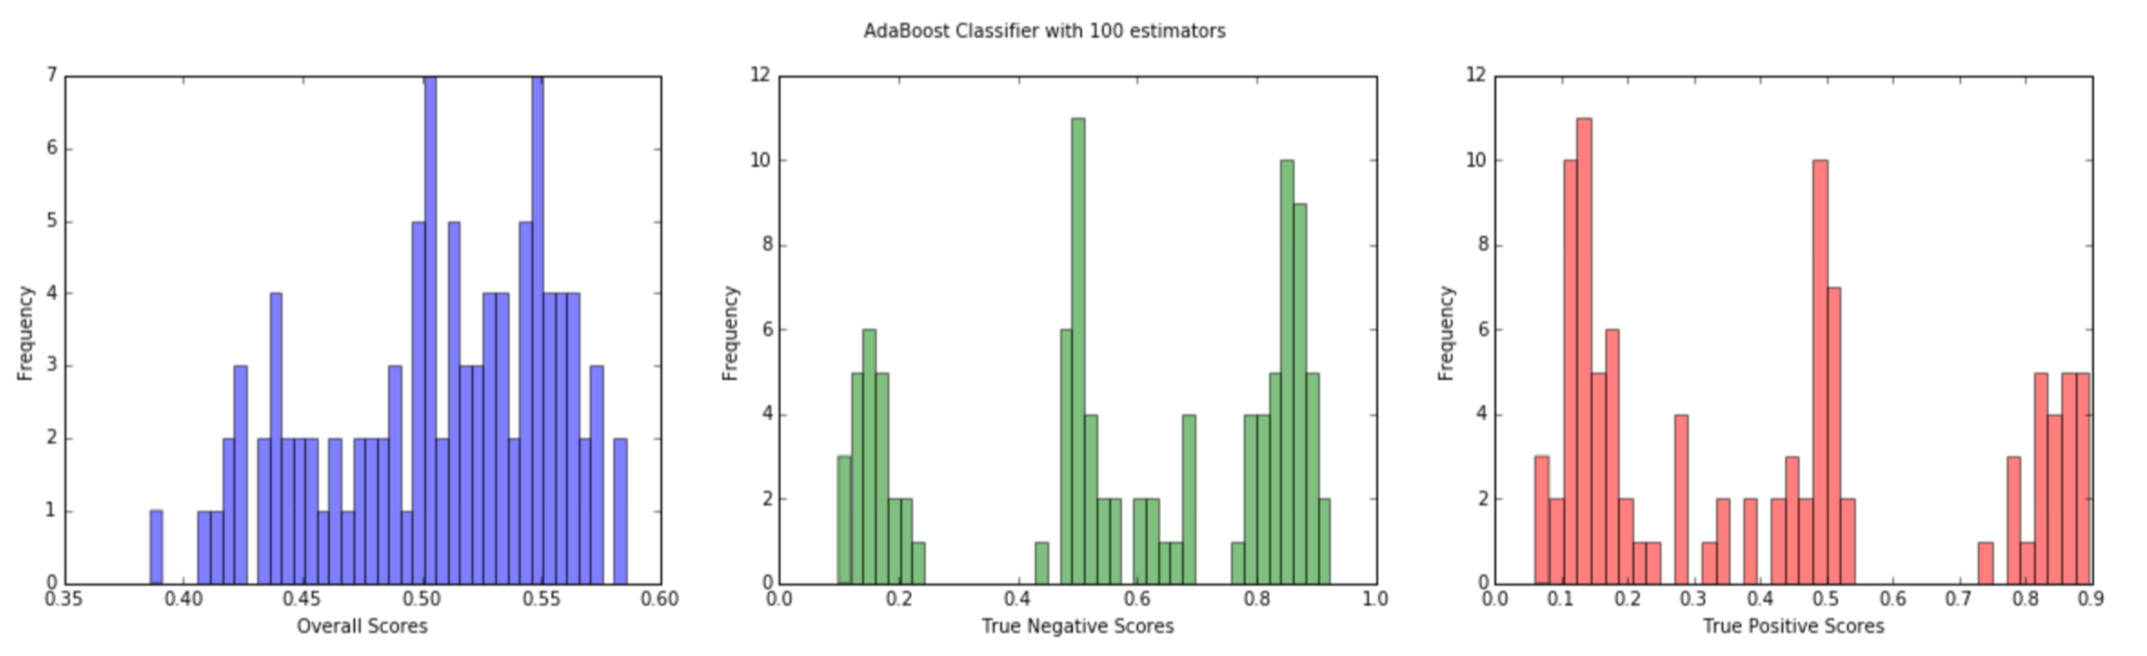 AdaBoost Classifier with 100 estimators
7
6
5
4
3
2
1
0
Frequency
0.35 0.40 0.45 0.50 0.55 0.60
Overall Scores
12
10
8
6
4
2
0
Frequency
0.0 0.2 0.4 0.6 0.8 1.0
True Negative Scores
12
10
8
6
4
2
0
Frequency
0.0 0.1 0.2 0.3 0.4 0.5 0.6 0.7 0.8 0.9
True Positive Scores